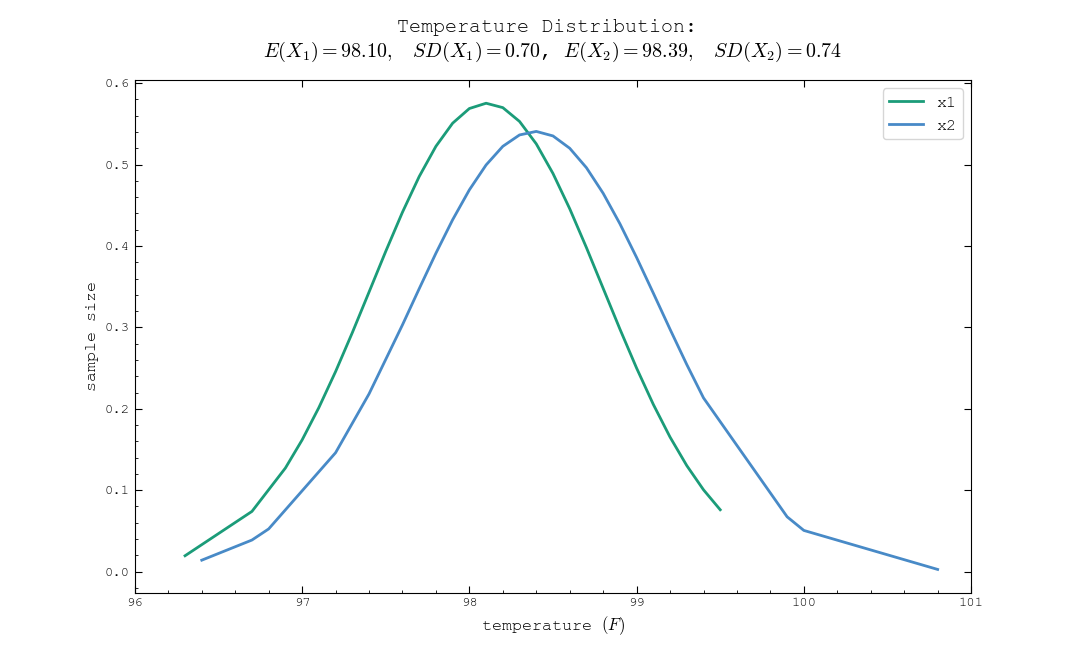 Temperature Distribution:
E(X₁) = 98.10, SD(X₁) = 0.70, E(X₂) = 98.39, SD(X₂) = 0.74
x1
x2
0.6
0.5
0.4
0.3
0.2
0.1
0.0
sample size
96 97 98 99 100 101
temperature (F)